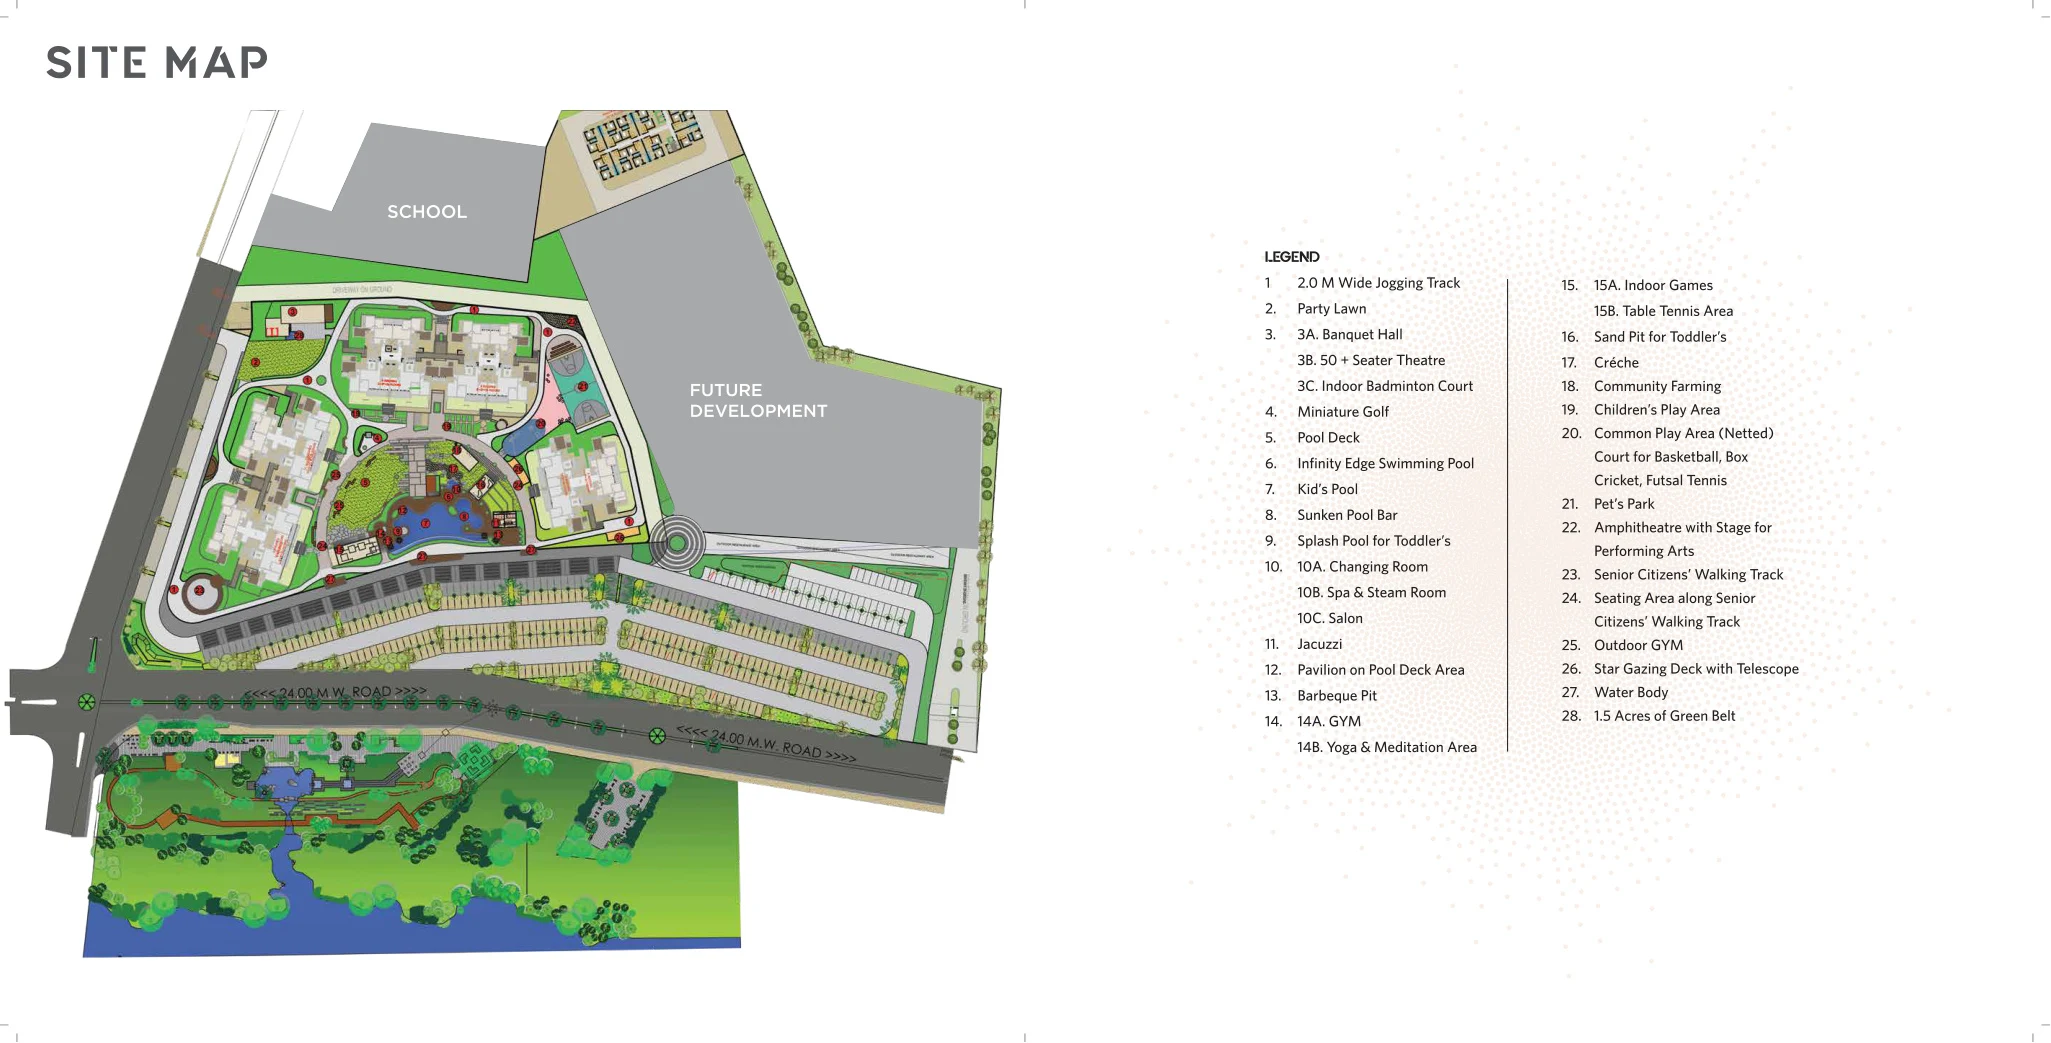 SITE MAP
SCHOOL
DRIVEWAY ON GROUND
FUTURE
DEVELOPMENT
<<<< 24.00 M.W. ROAD >>>>
<<<< 24.00 M.W. ROAD >>>>
LEGEND
1 2.0 M Wide Jogging Track
2. Party Lawn
3. 3A. Banquet Hall
3B. 50 + Seater Theatre
3C. Indoor Badminton Court
4. Miniature Golf
5. Pool Deck
6. Infinity Edge Swimming Pool
7. Kid's Pool
8. Sunken Pool Bar
9. Splash Pool for Toddler's
10. 10A. Changing Room
10B. Spa & Steam Room
10C. Salon
11. Jacuzzi
12. Pavilion on Pool Deck Area
13. Barbeque Pit
14. 14A. GYM
14B. Yoga & Meditation Area
15. 15A. Indoor Games
15B. Table Tennis Area
16. Sand Pit for Toddler's
17. Créche
18. Community Farming
19. Children's Play Area
20. Common Play Area (Netted)
Court for Basketball, Box
Cricket, Futsal Tennis
21. Pet's Park
22. Amphitheatre with Stage for
Performing Arts
23. Senior Citizens' Walking Track
24. Seating Area along Senior
Citizens' Walking Track
25. Outdoor GYM
26. Star Gazing Deck with Telescope
27. Water Body
28. 1.5 Acres of Green Belt